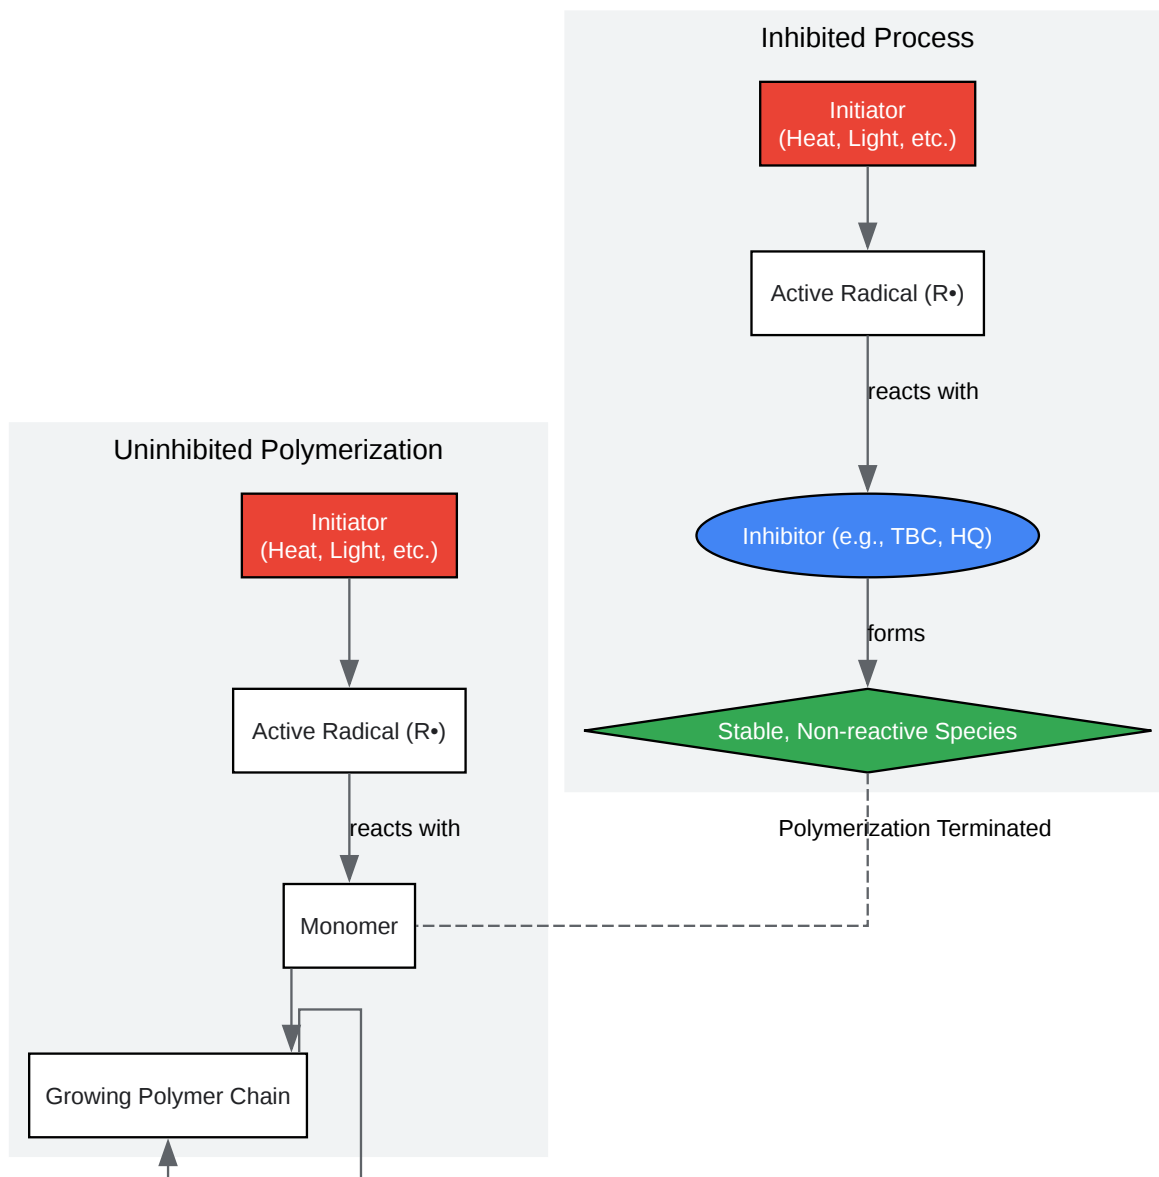 Inhibited Process
Initiator
(Heat, Light, etc.)
Active Radical (R•)
reacts with
Inhibitor (e.g., TBC, HQ)
forms
Stable, Non-reactive Species
Polymerization Terminated
Uninhibited Polymerization
Initiator
(Heat, Light, etc.)
Active Radical (R•)
reacts with
Monomer
Growing Polymer Chain